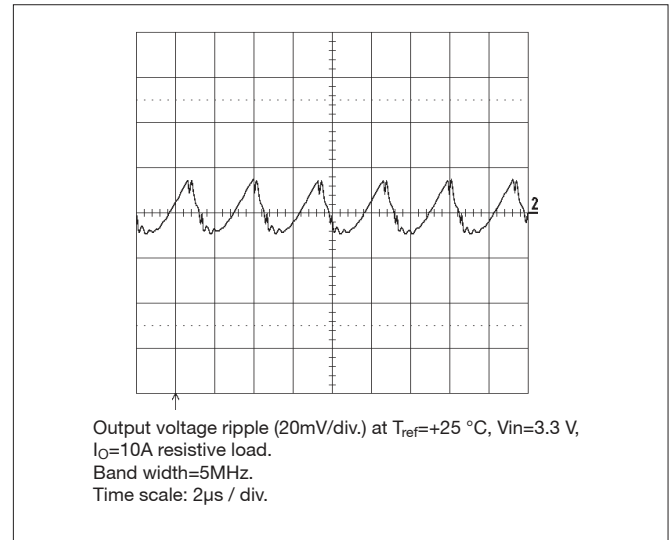 2
Output voltage ripple (20mV/div.) at Tref=+25 °C, Vin=3.3 V,
IO=10A resistive load.
Band width=5MHz.
Time scale: 2µs / div.